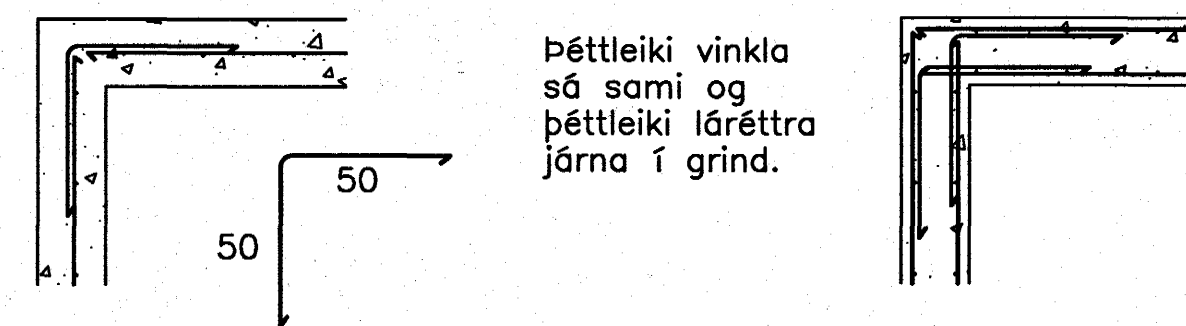 Þéttleiki vinkla
sá sami og
þéttleiki láréttra
járna í grind.
50
50